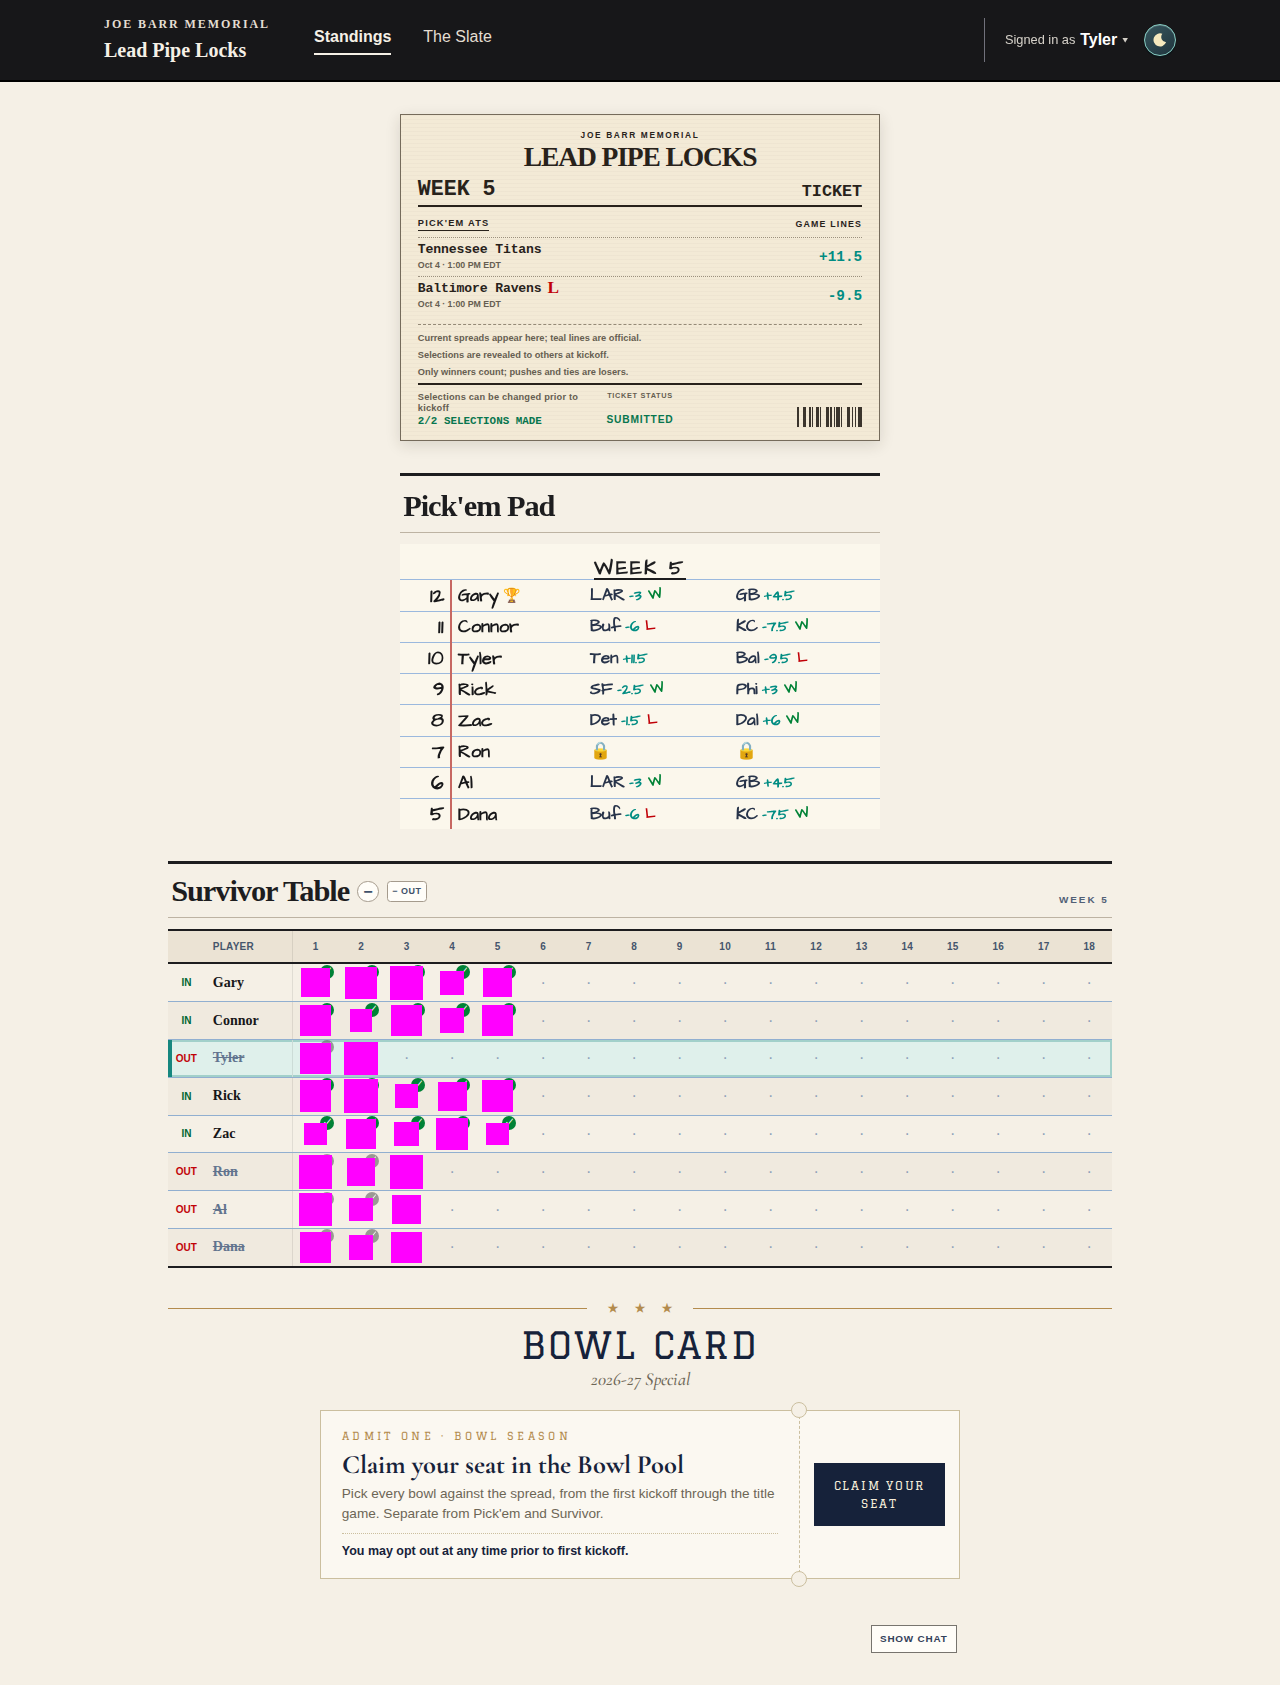 JOE BARR MEMORIAL
Lead Pipe Locks
Standings
The Slate
Signed in as Tyler ▾
JOE BARR MEMORIAL
LEAD PIPE LOCKS
WEEK 5
TICKET
PICK'EM ATS
GAME LINES
Tennessee Titans
Oct 4 · 1:00 PM EDT
+11.5
Baltimore Ravens L
Oct 4 · 1:00 PM EDT
-9.5
Current spreads appear here; teal lines are official.
Selections are revealed to others at kickoff.
Only winners count; pushes and ties are losers.
Selections can be changed prior to
kickoff
2/2 SELECTIONS MADE
TICKET STATUS
SUBMITTED
Pick'em Pad
WEEK 5
12 Gary 🏆 LAR -3 W GB +4.5
11 Connor Buf -6 L KC -7.5 W
10 Tyler Ten +11.5 Bal -9.5 L
9 Rick SF -2.5 W Phi +3 W
8 Zac Det -1.5 L Dal +6 W
7 Ron 🔒 🔒
6 Al LAR -3 W GB +4.5
5 Dana Buf -6 L KC -7.5 W
Survivor Table
−
− OUT
WEEK 5
PLAYER 1 2 3 4 5 6 7 8 9 10 11 12 13 14 15 16 17 18
IN Gary · · · · · · · · · · · · ·
IN Connor · · · · · · · · · · · · ·
OUT Tyler · · · · · · · · · · · · · · · ·
IN Rick · · · · · · · · · · · · ·
IN Zac · · · · · · · · · · · · ·
OUT Ron · · · · · · · · · · · · · · ·
OUT Al · · · · · · · · · · · · · · ·
OUT Dana · · · · · · · · · · · · · · ·
★ ★ ★
BOWL CARD
2026-27 Special
ADMIT ONE · BOWL SEASON
Claim your seat in the Bowl Pool
Pick every bowl against the spread, from the first kickoff through the title
game. Separate from Pick'em and Survivor.
You may opt out at any time prior to first kickoff.
CLAIM YOUR
SEAT
SHOW CHAT